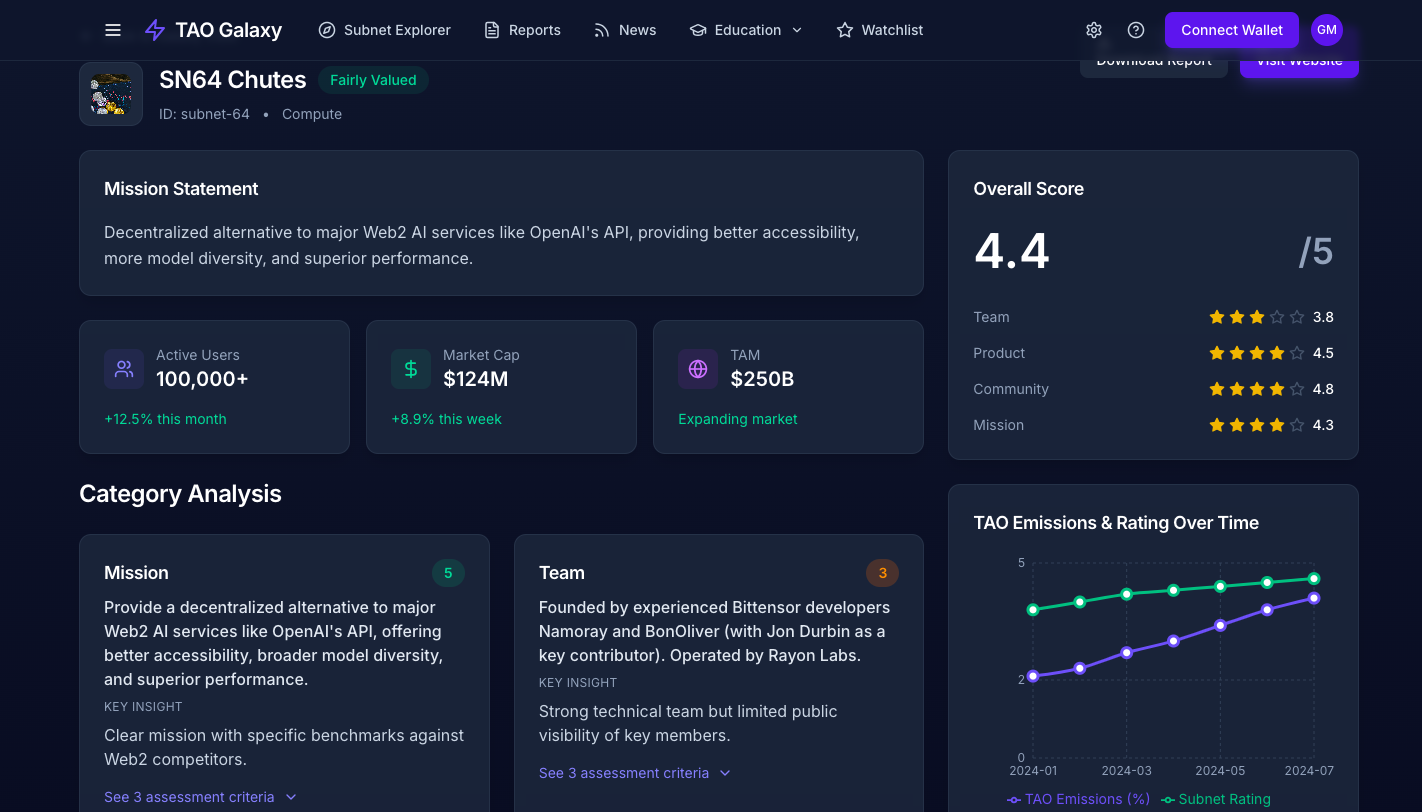 TAO Galaxy
Subnet Explorer
Reports
News
Education
Watchlist
Connect Wallet
GM
SN64 Chutes
Fairly Valued
Download Report
Visit Website
ID: subnet-64 • Compute
Mission Statement
Decentralized alternative to major Web2 AI services like OpenAI's API, providing better accessibility,
more model diversity, and superior performance.
Active Users
100,000+
+12.5% this month
Market Cap
$124M
+8.9% this week
TAM
$250B
Expanding market
Overall Score
4.4
/5
Team 3.8
Product 4.5
Community 4.8
Mission 4.3
Category Analysis
Mission
5
Provide a decentralized alternative to major
Web2 AI services like OpenAI's API, offering
better accessibility, broader model diversity,
and superior performance.
KEY INSIGHT
Clear mission with specific benchmarks against
Web2 competitors.
See 3 assessment criteria
Team
3
Founded by experienced Bittensor developers
Namoray and BonOliver (with Jon Durbin as a
key contributor). Operated by Rayon Labs.
KEY INSIGHT
Strong technical team but limited public
visibility of key members.
See 3 assessment criteria
TAO Emissions & Rating Over Time
5
2
0
2024-01 2024-03 2024-05 2024-07
TAO Emissions (%) Subnet Rating